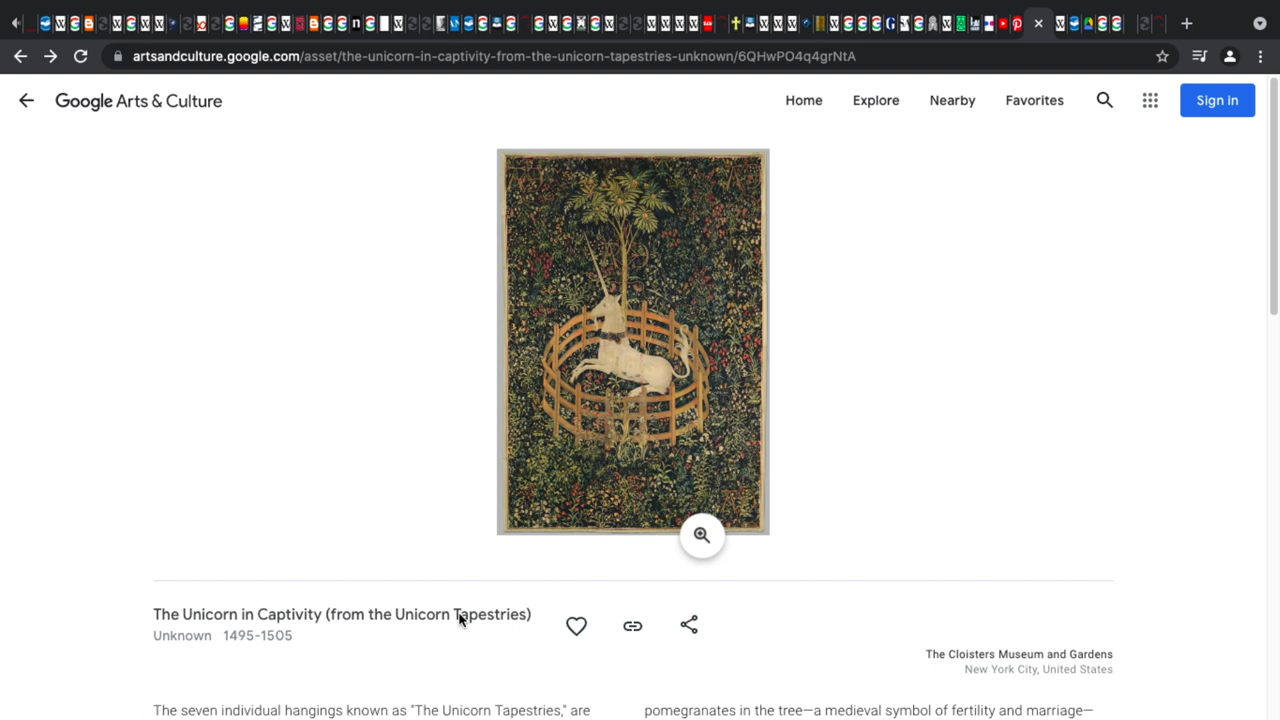 artsandculture.google.com/asset/the-unicorn-in-captivity-from-the-unicorn-tapestries-unknown/6QHwPO4q4grNtA
Google Arts & Culture
Home Explore Nearby Favorites Sign in
The Unicorn in Captivity (from the Unicorn Tapestries)
Unknown 1495-1505
The Cloisters Museum and Gardens
New York City, United States
The seven individual hangings known as "The Unicorn Tapestries," are
pomegranates in the tree—a medieval symbol of fertility and marriage—